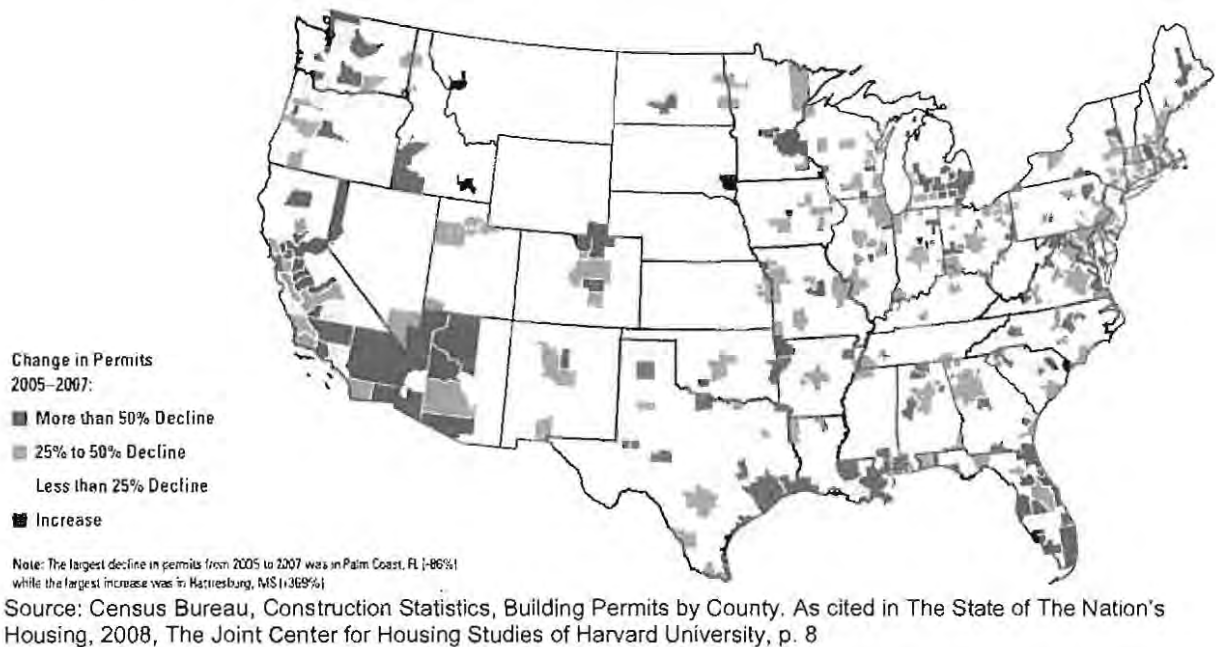 Change in Permits
2005–2007:
More than 50% Decline
25% to 50% Decline
Less than 25% Decline
Increase
Note: The largest decline in permits from 2005 to 2007 was in Palm Coast, FL (-86%)
while the largest increase was in Hattiesburg, MS (+369%)
Source: Census Bureau, Construction Statistics, Building Permits by County. As cited in The State of The Nation's
Housing, 2008, The Joint Center for Housing Studies of Harvard University, p. 8